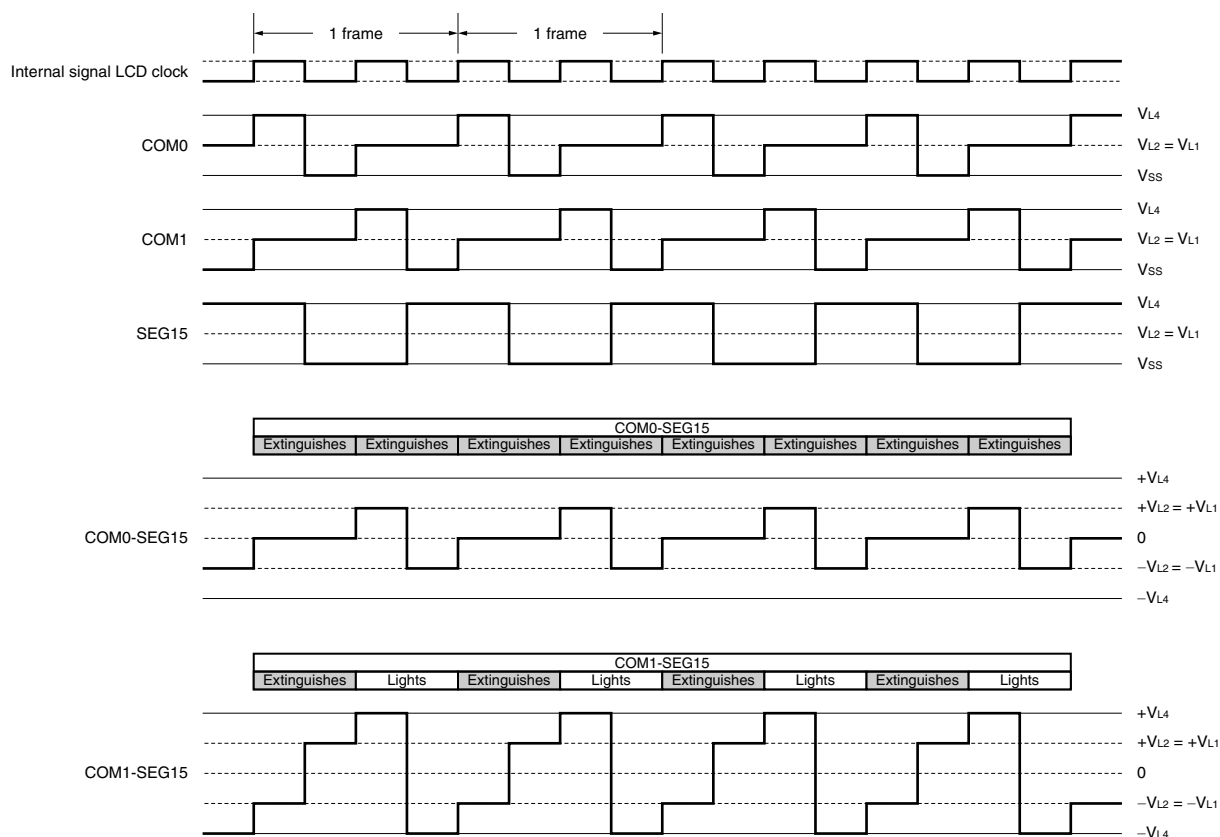 1 frame 1 frame
Internal signal LCD clock
COM0
VL4
VL2 = VL1
VSS
COM1
VL4
VL2 = VL1
VSS
SEG15
VL4
VL2 = VL1
VSS
COM0-SEG15
Extinguishes Extinguishes Extinguishes Extinguishes Extinguishes Extinguishes Extinguishes Extinguishes
COM0-SEG15
+VL4
+VL2 = +VL1
0
−VL2 = −VL1
−VL4
COM1-SEG15
Extinguishes Lights Extinguishes Lights Extinguishes Lights Extinguishes Lights
COM1-SEG15
+VL4
+VL2 = +VL1
0
−VL2 = −VL1
−VL4